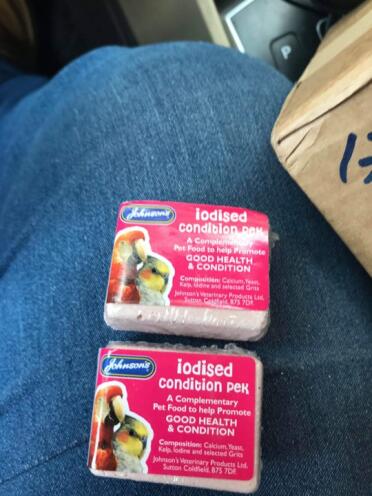 P
Johnson's
iodised
condition pek
A Complementary
Pet Food to help Promote
GOOD HEALTH
& CONDITION
Composition: Calcium, Yeast,
Kelp, Iodine and selected Grits
Johnson's Veterinary Products Ltd,
Sutton Coldfield, B75 7DF.
Johnson's
iodised
condition pek
A Complementary
Pet Food to help Promote
GOOD HEALTH
& CONDITION
Composition: Calcium, Yeast,
Kelp, Iodine and selected Grits
Johnson's Veterinary Products Ltd,
Sutton Coldfield, B75 7DF.